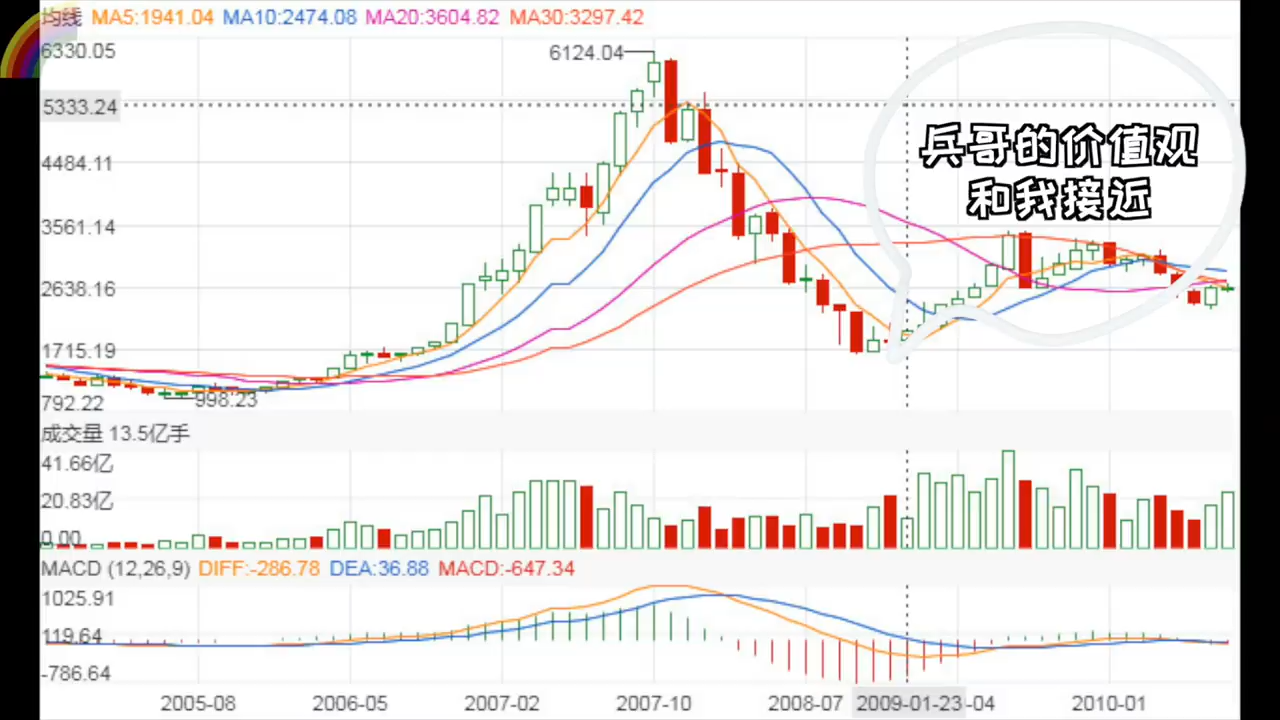 均线 MA5:1941.04 MA10:2474.08 MA20:3604.82 MA30:3297.42
6330.05
6124.04
5333.24
4484.11
兵哥的价值观
和我接近
3561.14
2638.16
1715.19
792.22
998.23
成交量 13.5亿手
41.66亿
20.83亿
0.00
MACD (12,26,9) DIFF:-286.78 DEA:36.88 MACD:-647.34
1025.91
119.64
-786.64
2005-08 2006-05 2007-02 2007-10 2008-07 2009-01-23 -04 2010-01